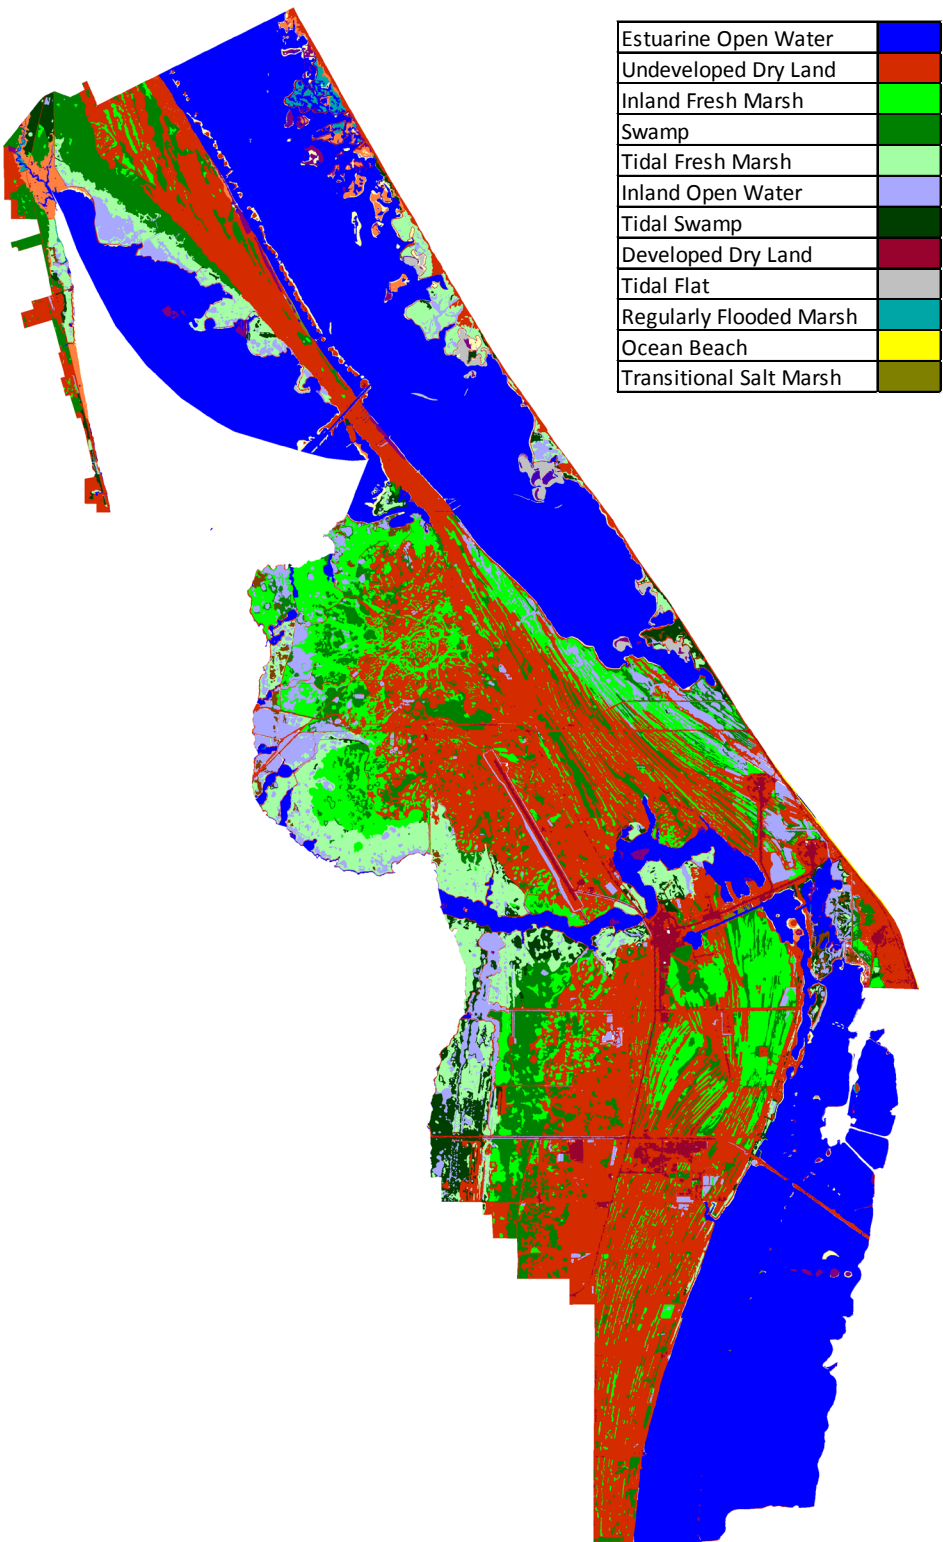 Estuarine Open Water
Undeveloped Dry Land
Inland Fresh Marsh
Swamp
Tidal Fresh Marsh
Inland Open Water
Tidal Swamp
Developed Dry Land
Tidal Flat
Regularly Flooded Marsh
Ocean Beach
Transitional Salt Marsh